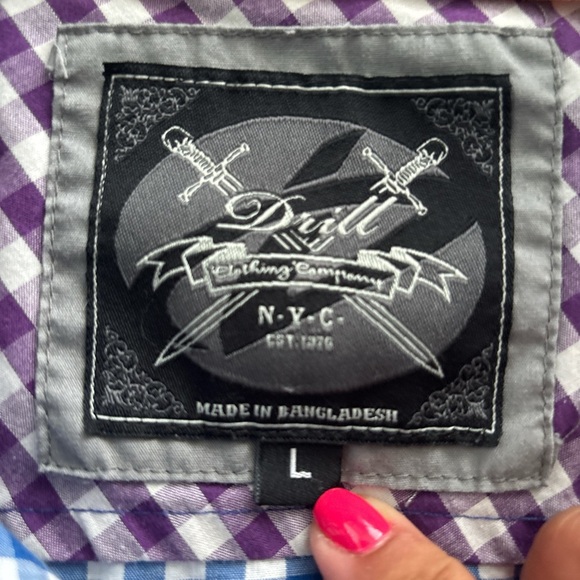 Drill
Clothing Company
N·Y·C·
EST. 1976
MADE IN BANGLADESH
L